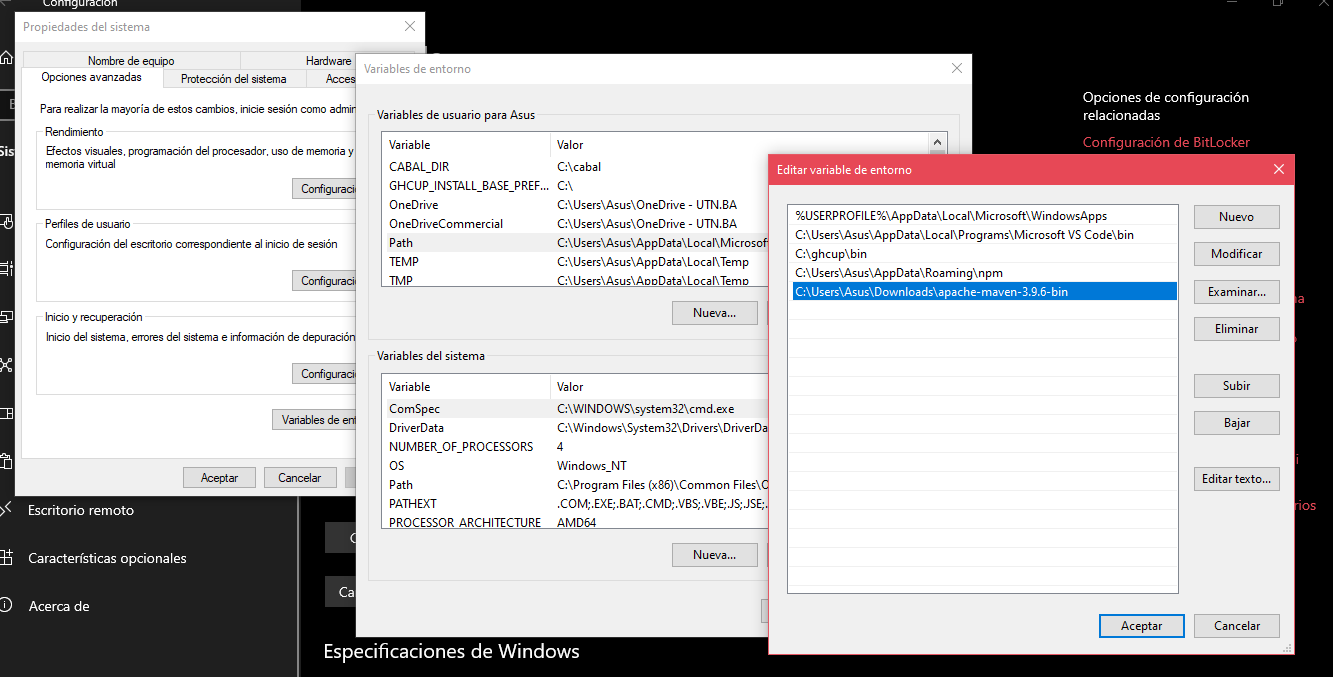 Configuración
Propiedades del sistema
Nombre de equipo
Hardware
Opciones avanzadas
Protección del sistema
Para realizar la mayoría de estos cambios, inicie sesión como
Rendimiento
Efectos visuales, programación del procesador, uso de memoria y
memoria virtual
Perfiles de usuario
Configuración del escritorio correspondiente al inicio de sesión
Inicio y recuperación
Inicio del sistema, errores del sistema e información de depuración
Variables de
Aceptar
Cancelar
Escritorio remoto
Características opcionales
Acerca de
Variables de entorno
Variables de usuario para Asus
Variable Valor
CABAL_DIR C:\cabal
GHCUP_INSTALL_BASE_PREF... C:\
OneDrive C:\Users\Asus\OneDrive - UTN.BA
OneDriveCommercial C:\Users\Asus\OneDrive - UTN.BA
Path C:\Users\Asus\AppData\Local\Microsof
TEMP C:\Users\Asus\AppData\Local\Temp
TMP C:\Users\Asus\AppData\Local\Temp
Nueva...
Variables del sistema
Variable Valor
ComSpec C:\WINDOWS\system32\cmd.exe
DriverData C:\Windows\System32\Drivers\DriverDa
NUMBER_OF_PROCESSORS 4
OS Windows_NT
Path C:\Program Files (x86)\Common Files\O
PATHEXT .COM;.EXE;.BAT;.CMD;.VBS;.VBE;.JS;.JSE;.
PROCESSOR_ARCHITECTURE AMD64
Nueva...
Especificaciones de Windows
Opciones de configuración
relacionadas
Configuración de BitLocker
Editar variable de entorno
%USERPROFILE%\AppData\Local\Microsoft\WindowsApps
C:\Users\Asus\AppData\Local\Programs\Microsoft VS Code\bin
C:\ghcup\bin
C:\Users\Asus\AppData\Roaming\npm
C:\Users\Asus\Downloads\apache-maven-3.9.6-bin
Nuevo
Modificar
Examinar...
Eliminar
Subir
Bajar
Editar texto...
Aceptar
Cancelar